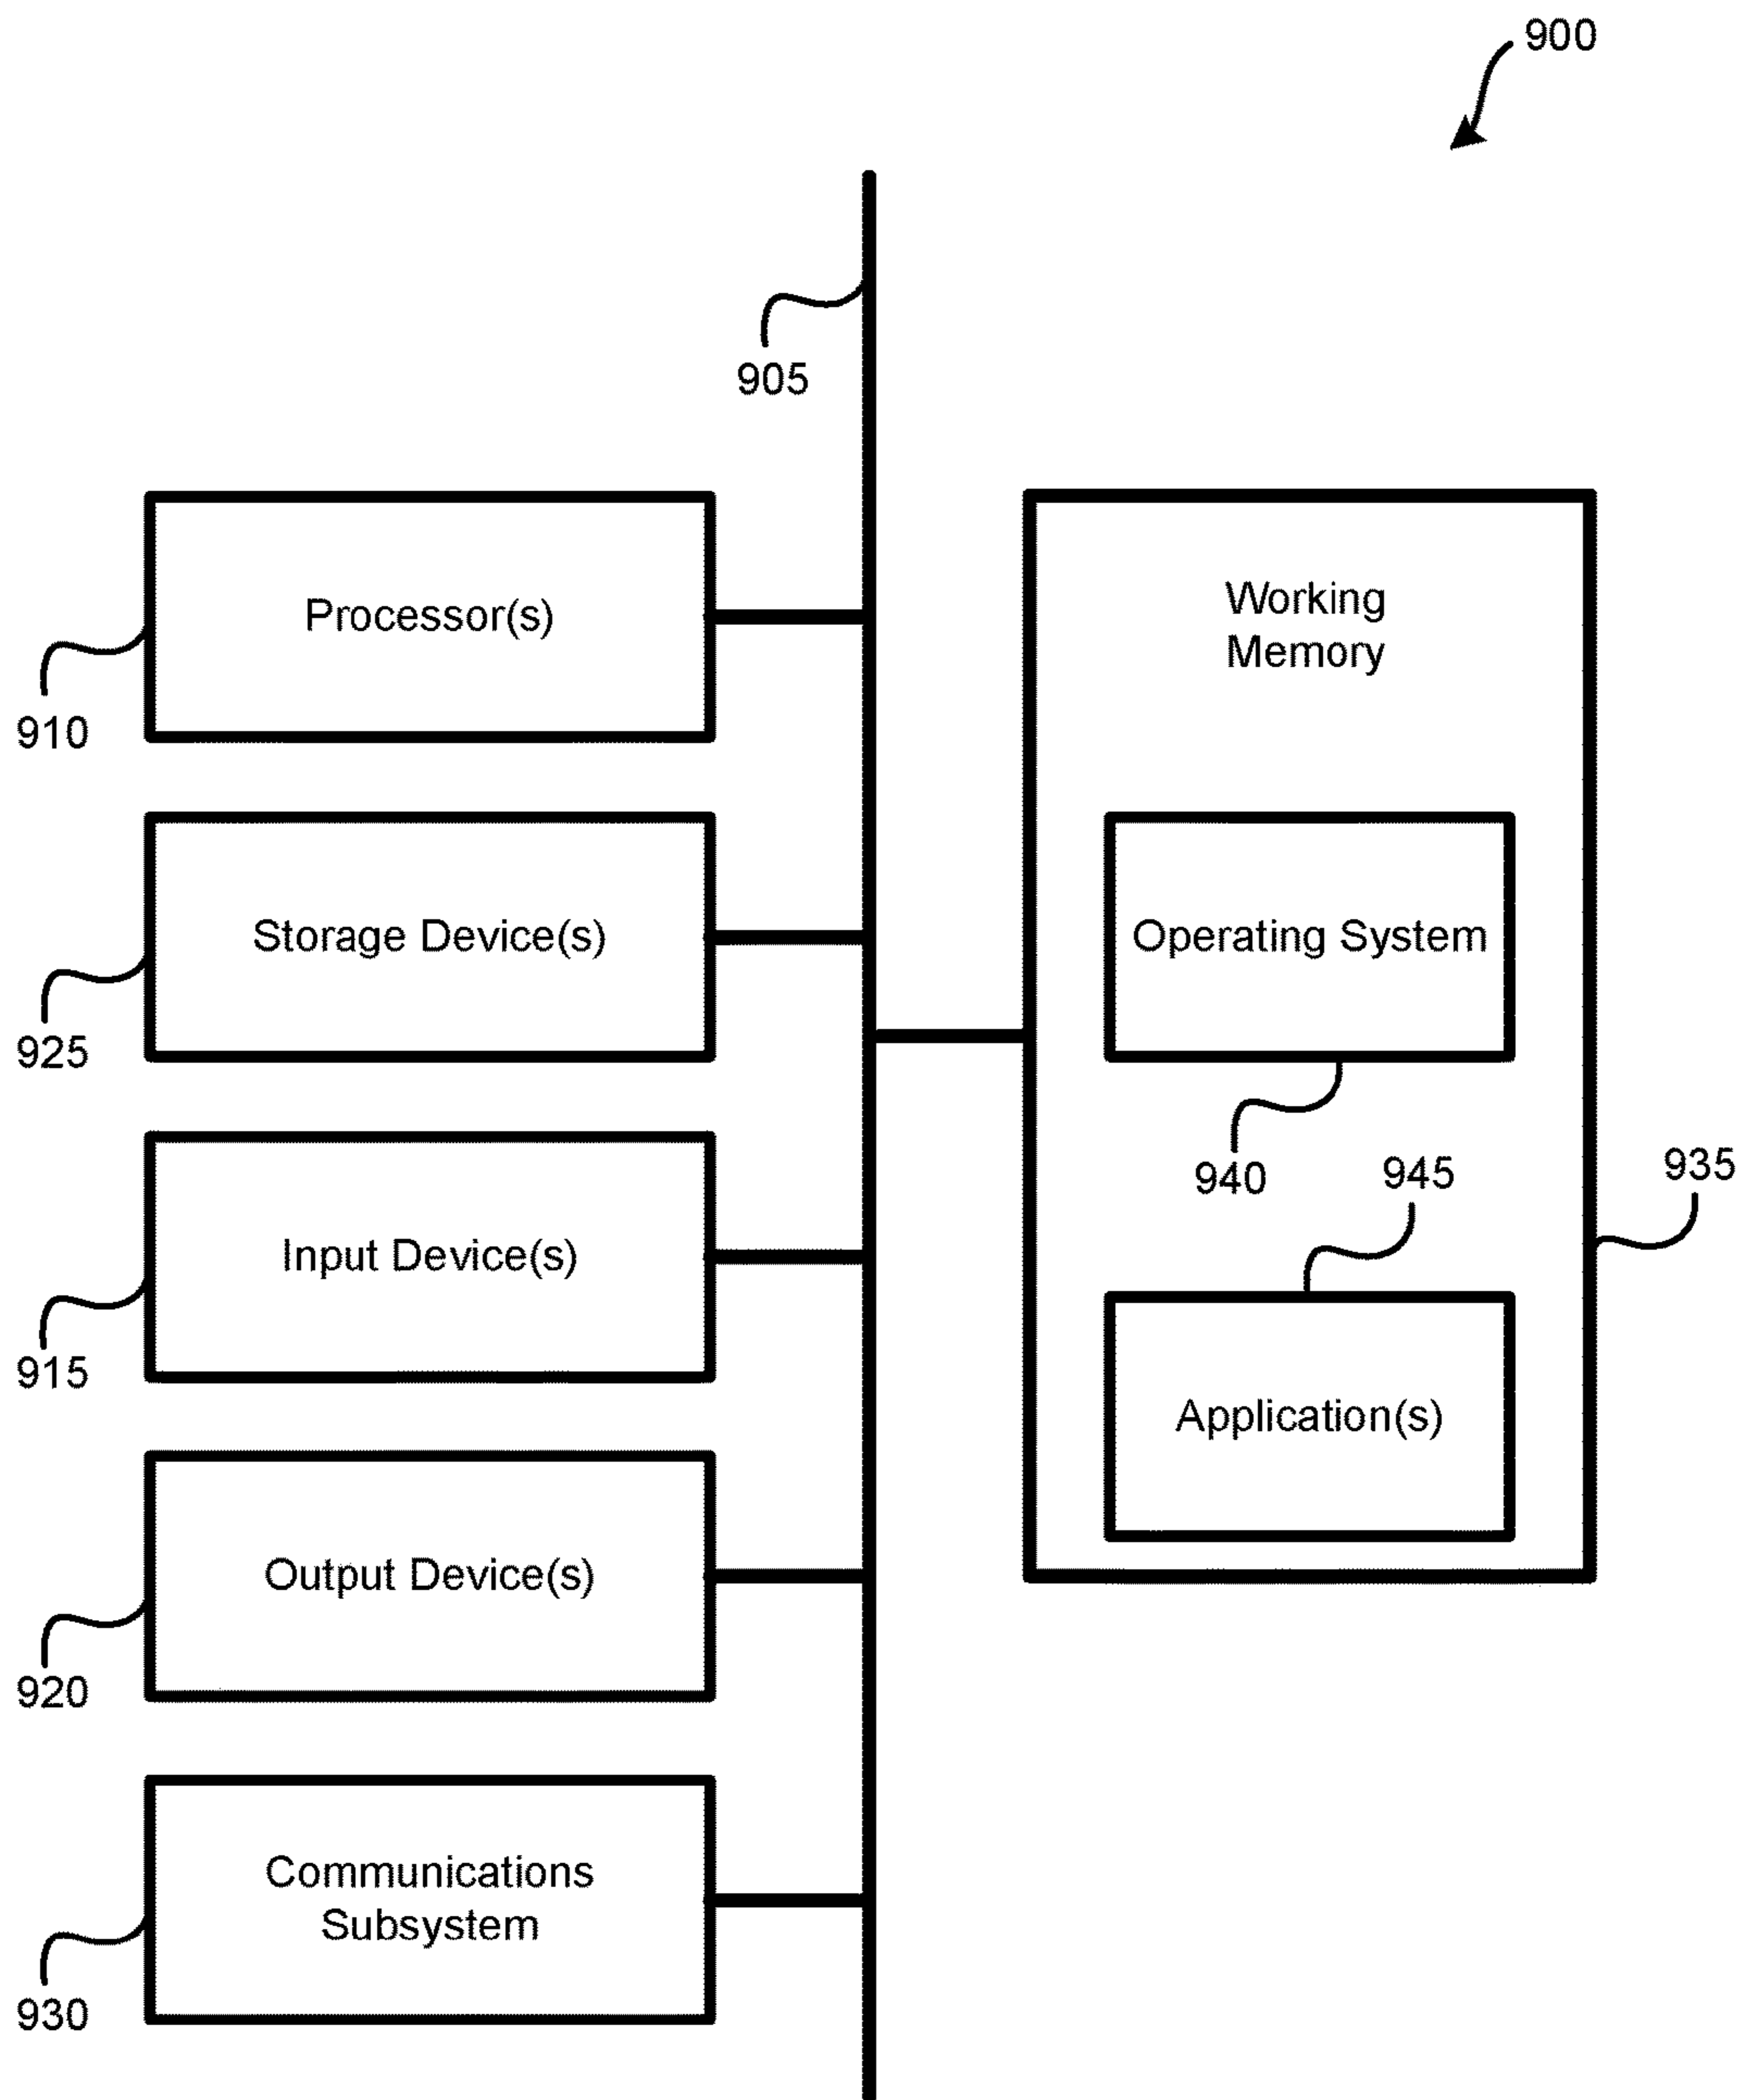 900
905
Processor(s)
910
Storage Device(s)
925
Input Device(s)
915
Output Device(s)
920
Communications
Subsystem
930
Working
Memory
Operating System
940
945
935
Application(s)